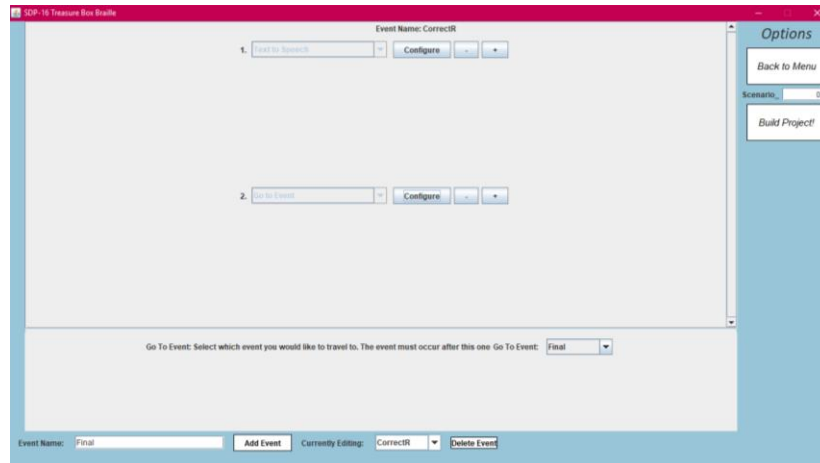 SDP-16 Treasure Box Braille
Event Name: CorrectR
1. Text to Speech Configure - +
2. Go to Event Configure - +
Go To Event: Select which event you would like to travel to. The event must occur after this one Go To Event: Final
Event Name: Final Add Event Currently Editing: CorrectR Delete Event
Options
Back to Menu
Scenario_ 0
Build Project!